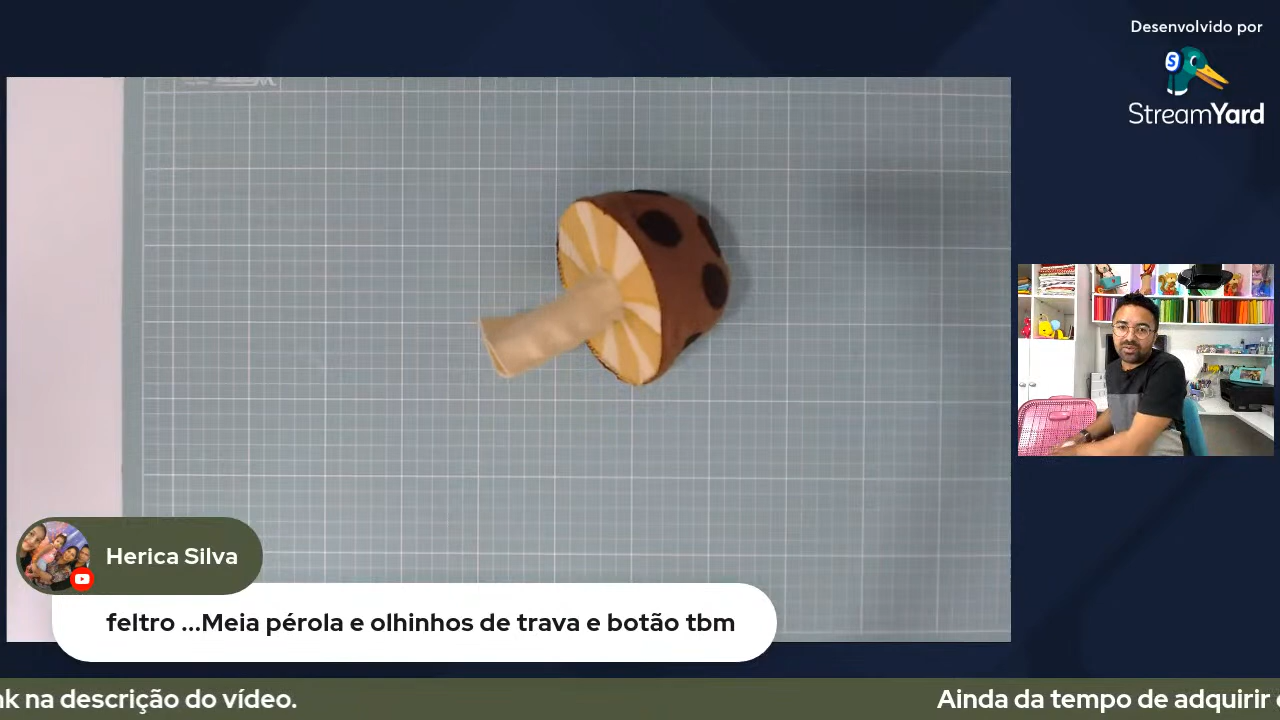 Desenvolvido por
StreamYard
Herica Silva
feltro ...Meia pérola e olhinhos de trava e botão tbm
nk na descrição do vídeo.
Ainda da tempo de adquirir